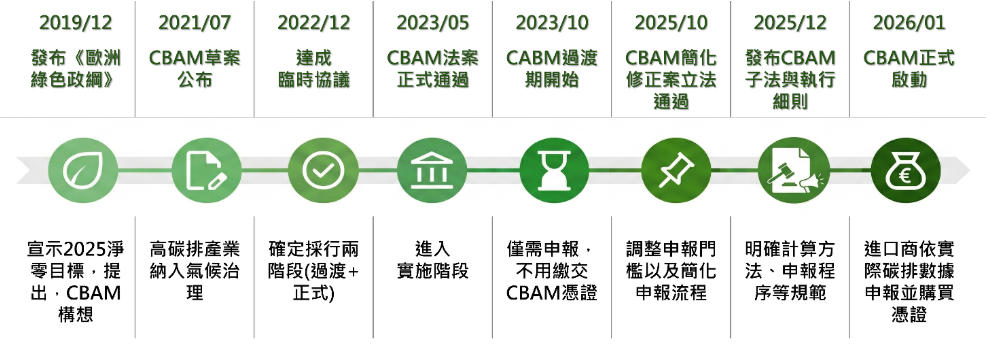 2019/12
發布《歐洲
綠色政綱》
2021/07
CBAM草案
公布
2022/12
達成
臨時協議
2023/05
CBAM法案
正式通過
2023/10
CABM過渡
期開始
2025/10
CBAM簡化
修正案立法
通過
2025/12
發布CBAM
子法與執行
細則
2026/01
CBAM正式
啟動
€
宣示2025淨
零目標，提
出，CBAM
構想
高碳排產業
納入氣候治
理
確定採行兩
階段(過渡+
正式)
進入
實施階段
僅需申報，
不用繳交
CBAM憑證
調整申報門
檻以及簡化
申報流程
明確計算方
法、申報程
序等規範
進口商依實
際碳排數據
申報並購買
憑證